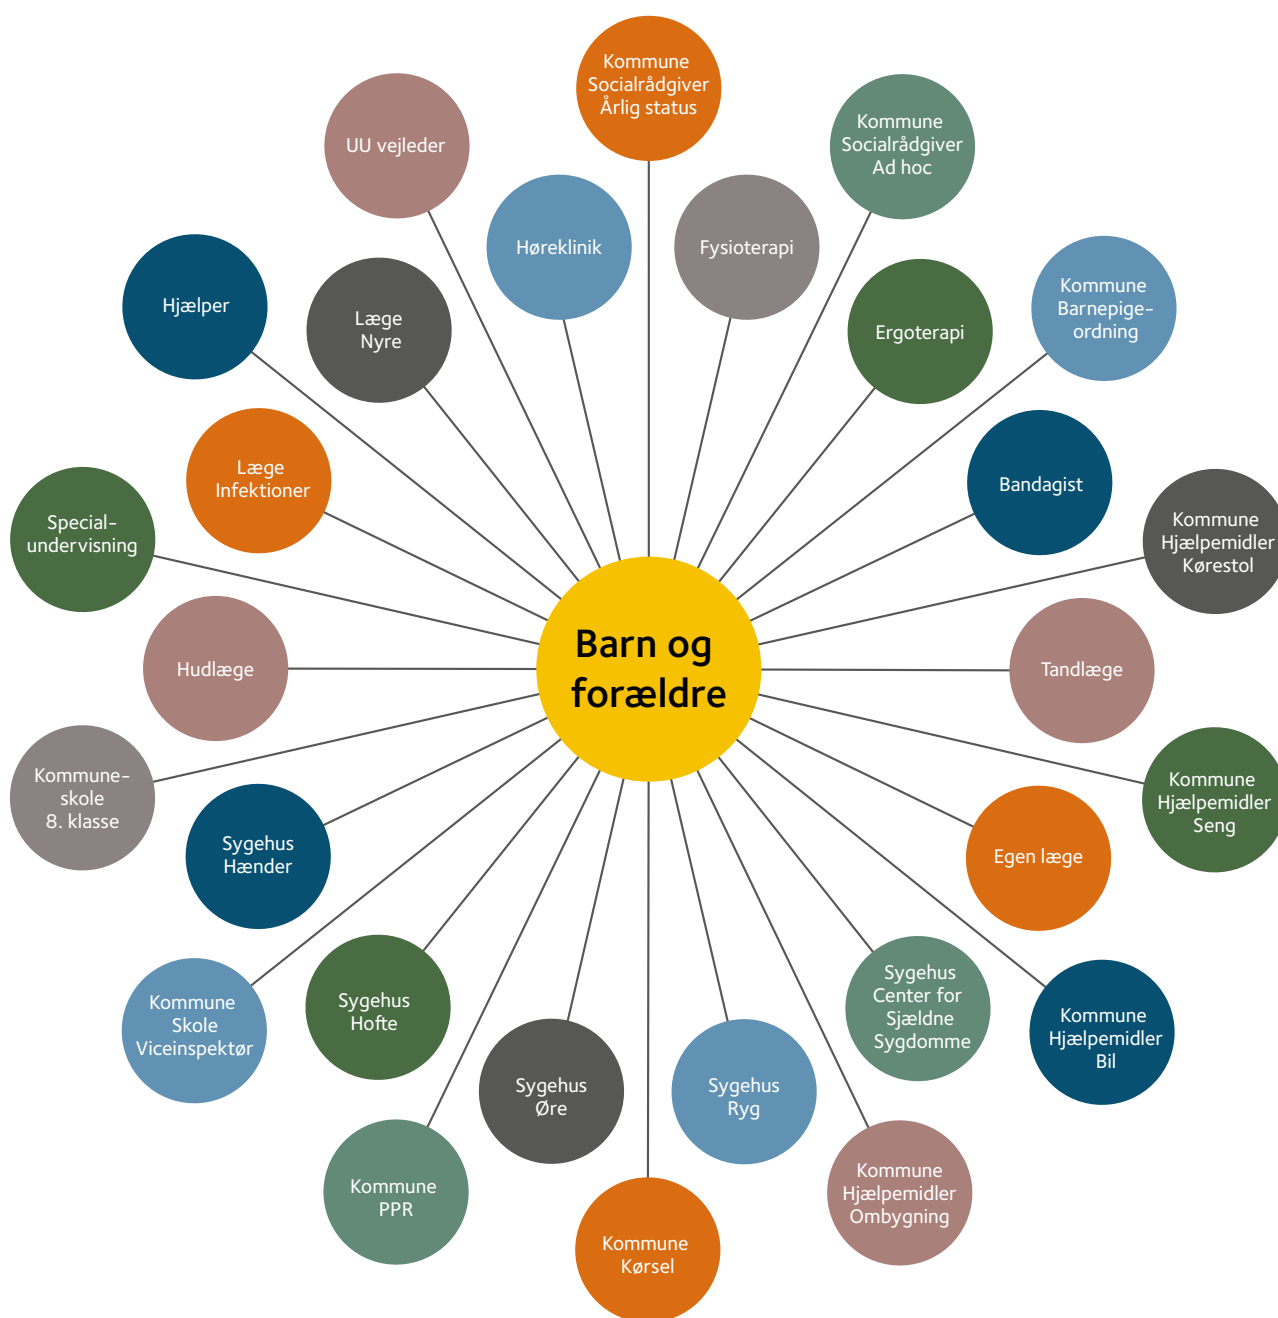 Kommune
Socialrådgiver
Årlig status
Kommune
Socialrådgiver
Ad hoc
UU vejleder
Høreklinik
Fysioterapi
Kommune
Barnepige-
ordning
Hjælper
Læge
Nyre
Ergoterapi
Læge
Infektioner
Bandagist
Special-
undervisning
Kommune
Hjælpemidler
Kørestol
Barn og
forældre
Hudlæge
Tandlæge
Kommune-
skole
8. klasse
Kommune
Hjælpemidler
Seng
Sygehus
Hænder
Egen læge
Kommune
Skole
Viceinspektør
Sygehus
Hofte
Sygehus
Center for
Sjældne
Sygdomme
Kommune
Hjælpemidler
Bil
Sygehus
Øre
Sygehus
Ryg
Kommune
PPR
Kommune
Hjælpemidler
Ombygning
Kommune
Kørsel